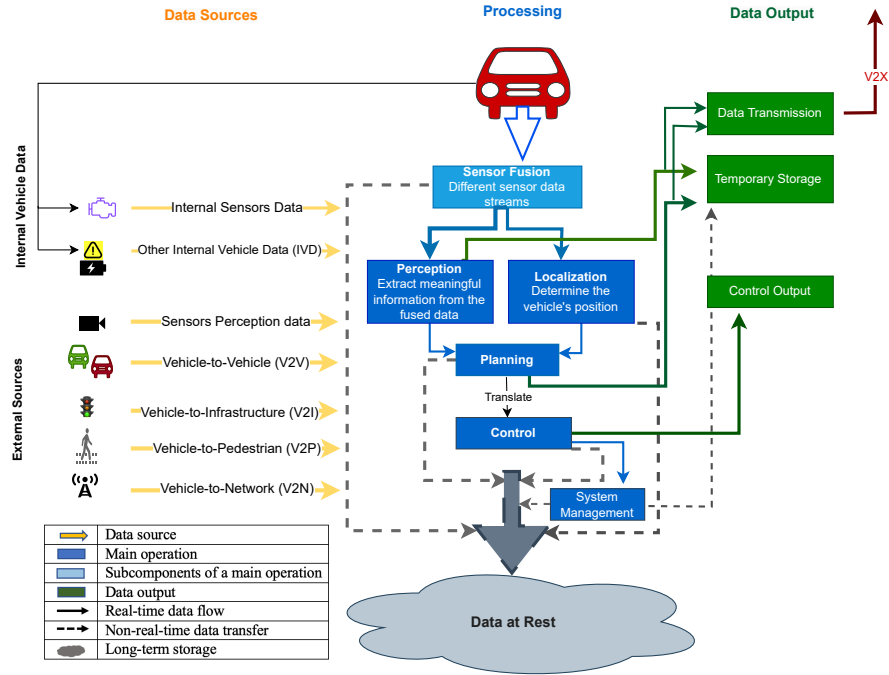 Data Sources
Processing
Data Output
V2X
Data Transmission
Sensor Fusion
Different sensor data
streams
Temporary Storage
Internal Vehicle Data
Internal Sensors Data
Other Internal Vehicle Data (IVD)
Perception
Extract meaningful
information from the
fused data
Localization
Determine the
vehicle's position
Control Output
External Sources
Sensors Perception data
Vehicle-to-Vehicle (V2V)
Planning
Translate
Vehicle-to-Infrastructure (V2I)
Control
Vehicle-to-Pedestrian (V2P)
Vehicle-to-Network (V2N)
System
Management
Data source
Main operation
Subcomponents of a main operation
Data output
Real-time data flow
Non-real-time data transfer
Long-term storage
Data at Rest